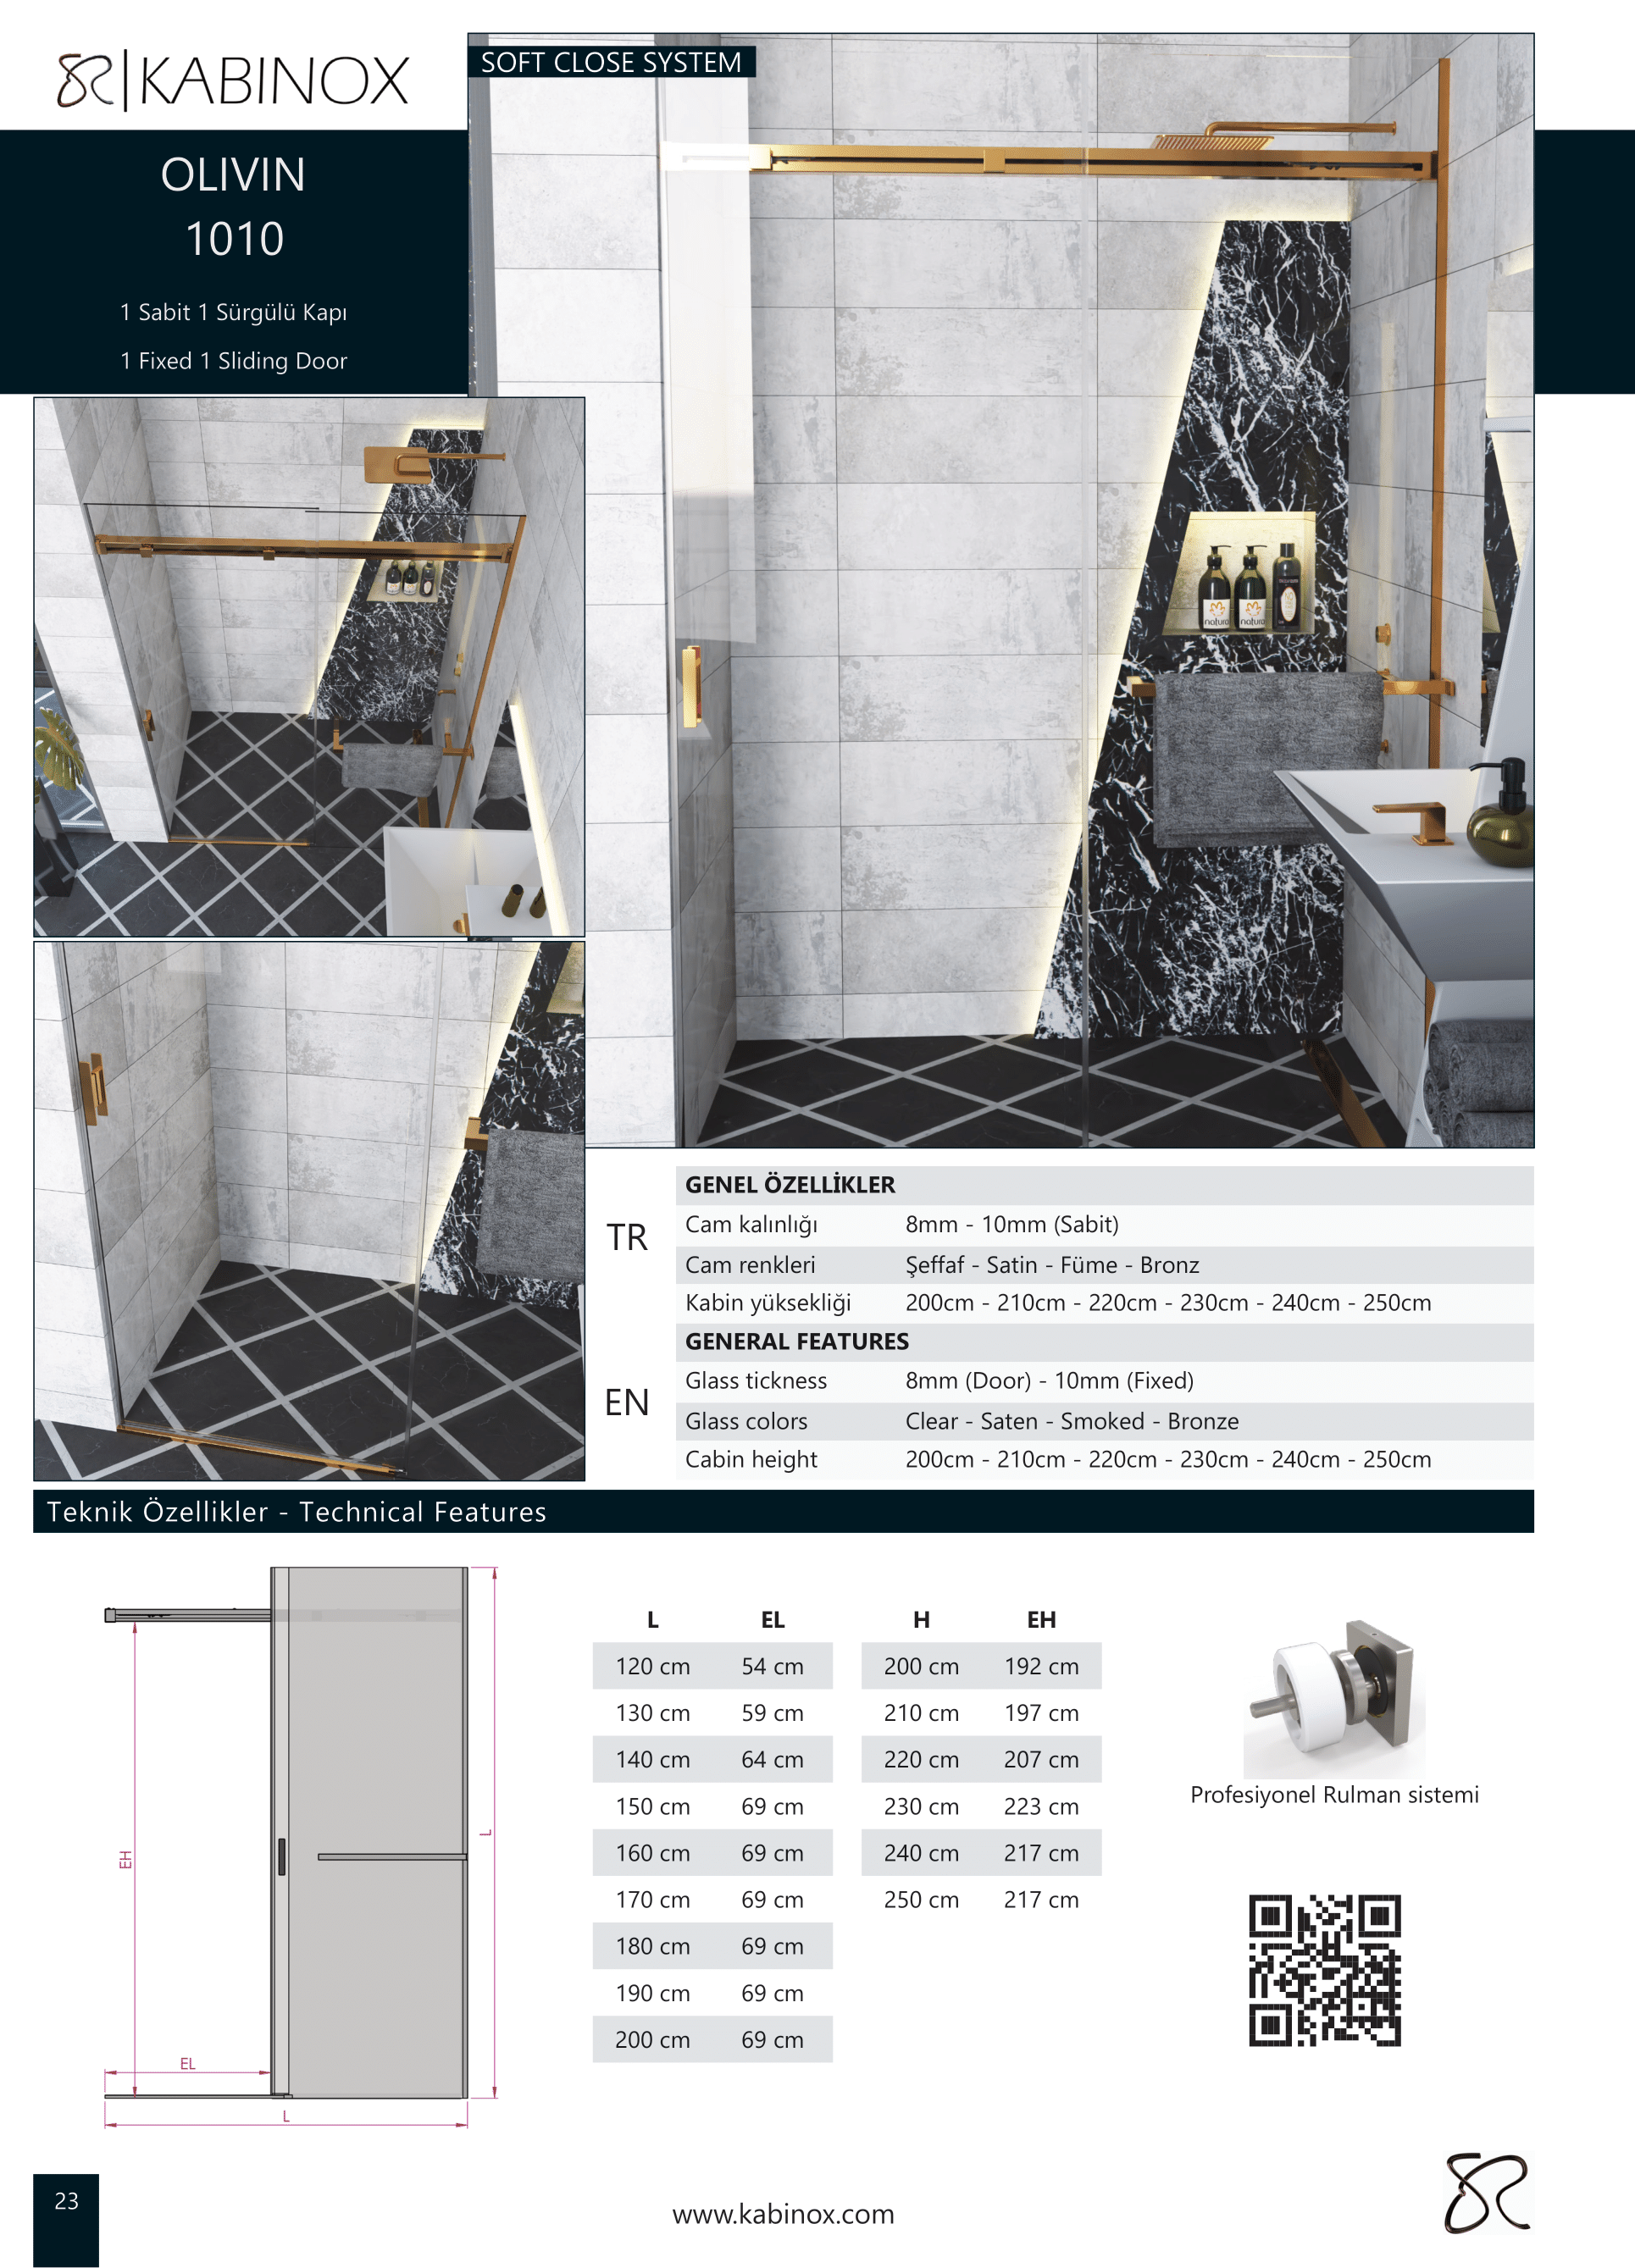 KABINOX
SOFT CLOSE SYSTEM
OLIVIN
1010
1 Sabit 1 Sürgülü Kapı
1 Fixed 1 Sliding Door
natura natura
TR
GENEL ÖZELLİKLER
Cam kalınlığı 8mm - 10mm (Sabit)
Cam renkleri Şeffaf - Satin - Füme - Bronz
Kabin yüksekliği 200cm - 210cm - 220cm - 230cm - 240cm - 250cm
EN
GENERAL FEATURES
Glass tickness 8mm (Door) - 10mm (Fixed)
Glass colors Clear - Saten - Smoked - Bronze
Cabin height 200cm - 210cm - 220cm - 230cm - 240cm - 250cm
Teknik Özellikler - Technical Features
EH
L
EL
L
L EL H EH
120 cm 54 cm 200 cm 192 cm
130 cm 59 cm 210 cm 197 cm
140 cm 64 cm 220 cm 207 cm
150 cm 69 cm 230 cm 223 cm
160 cm 69 cm 240 cm 217 cm
170 cm 69 cm 250 cm 217 cm
180 cm 69 cm
190 cm 69 cm
200 cm 69 cm
Profesiyonel Rulman sistemi
23
www.kabinox.com